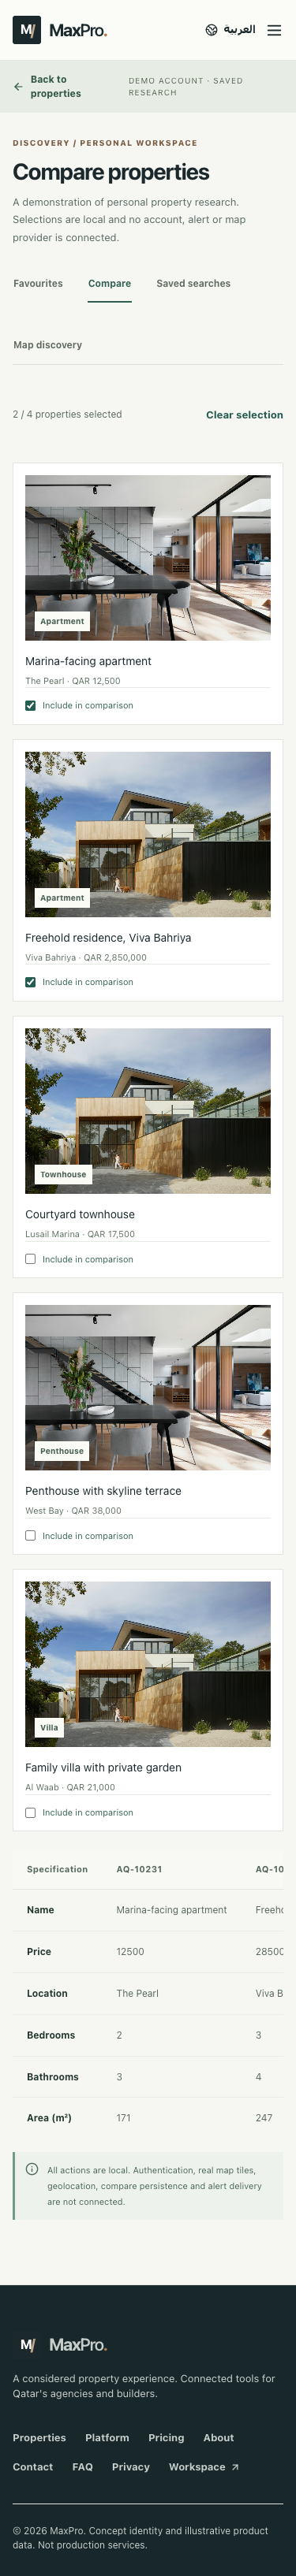 M/ MaxPro. العربية
Back to properties
DEMO ACCOUNT · SAVED RESEARCH
DISCOVERY / PERSONAL WORKSPACE
Compare properties
A demonstration of personal property research.
Selections are local and no account, alert or map
provider is connected.
Favourites Compare Saved searches
Map discovery
2 / 4 properties selected Clear selection
Apartment
Marina-facing apartment
The Pearl · QAR 12,500
Include in comparison
Apartment
Freehold residence, Viva Bahriya
Viva Bahriya · QAR 2,850,000
Include in comparison
Townhouse
Courtyard townhouse
Lusail Marina · QAR 17,500
Include in comparison
Penthouse
Penthouse with skyline terrace
West Bay · QAR 38,000
Include in comparison
Villa
Family villa with private garden
Al Waab · QAR 21,000
Include in comparison
Specification AQ-10231 AQ-10
Name Marina-facing apartment Freeho
Price 12500 28500
Location The Pearl Viva B
Bedrooms 2 3
Bathrooms 3 4
Area (m²) 171 247
All actions are local. Authentication, real map tiles,
geolocation, compare persistence and alert delivery
are not connected.
M/ MaxPro.
A considered property experience. Connected tools for
Qatar's agencies and builders.
Properties Platform Pricing About
Contact FAQ Privacy Workspace
© 2026 MaxPro. Concept identity and illustrative product
data. Not production services.